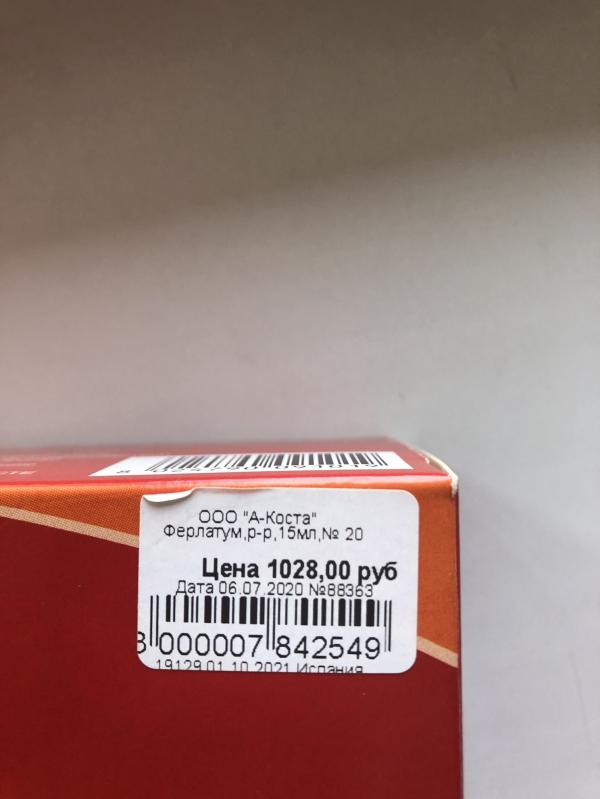 ООО "А-Коста"
Ферлатум,р-р,15мл,№ 20
Цена 1028,00 руб
Дата 06.07.2020 №88363
000007 842549
19129 01.10.2021 Испания